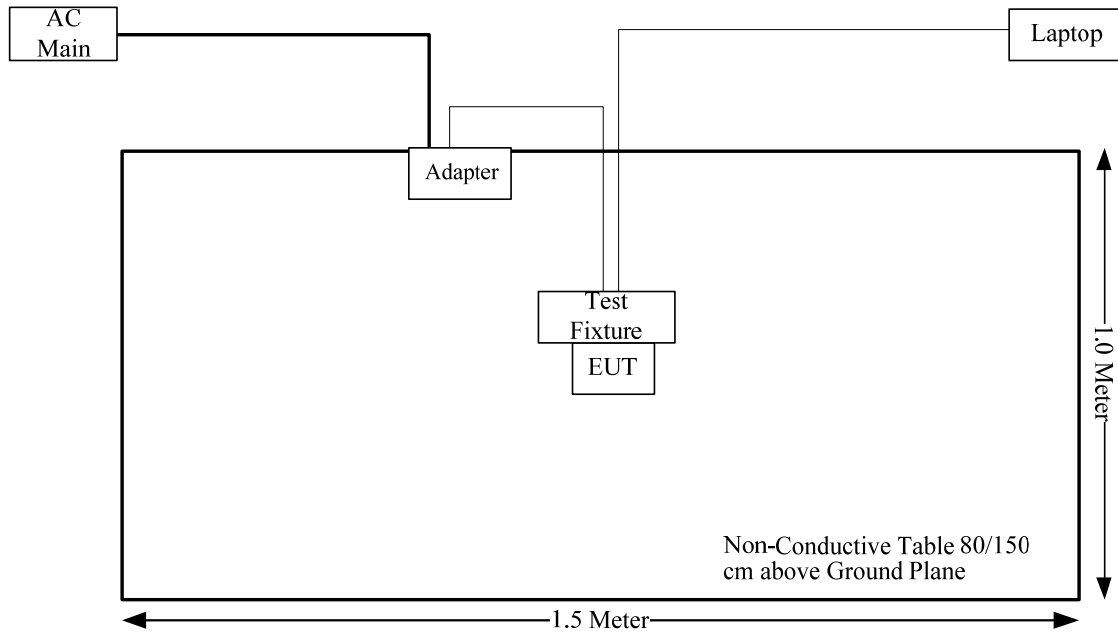 AC
Main
Laptop
Adapter
Test
Fixture
EUT
1.0 Meter
Non-Conductive Table 80/150
cm above Ground Plane
1.5 Meter